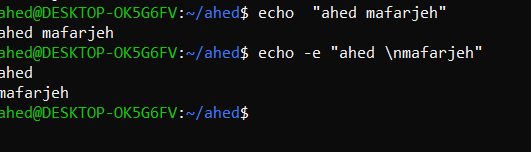 ahed@DESKTOP-OK5G6FV:~/ahed$ echo  "ahed mafarjeh"
ahed mafarjeh
ahed@DESKTOP-OK5G6FV:~/ahed$ echo -e "ahed \nmafarjeh"
ahed
mafarjeh
ahed@DESKTOP-OK5G6FV:~/ahed$